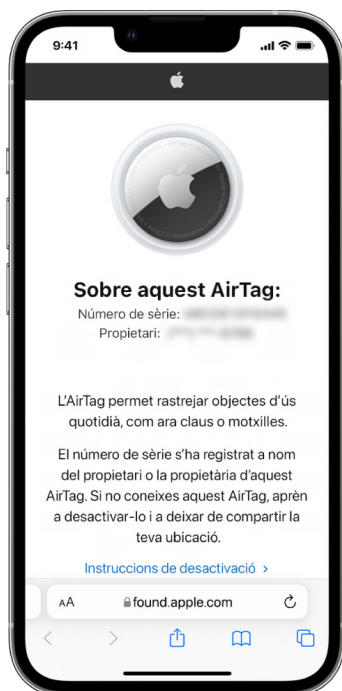 9:41
Sobre aquest AirTag:
Número de sèrie:
Propietari:
L'AirTag permet rastrejar objectes d'ús
quotidià, com ara claus o motxilles.
El número de sèrie s'ha registrat a nom
del propietari o la propietària d'aquest
AirTag. Si no coneixes aquest AirTag, aprèn
a desactivar-lo i a deixar de compartir la
teva ubicació.
Instruccions de desactivació >
AA found.apple.com